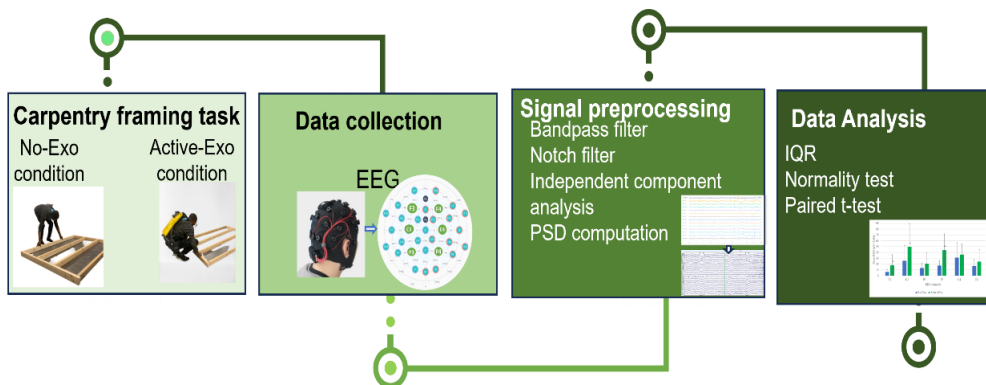 Carpentry framing task
No-Exo
condition
Active-Exo
condition
Data collection
EEG
Signal preprocessing
Bandpass filter
Notch filter
Independent component
analysis
PSD computation
Data Analysis
IQR
Normality test
Paired t-test